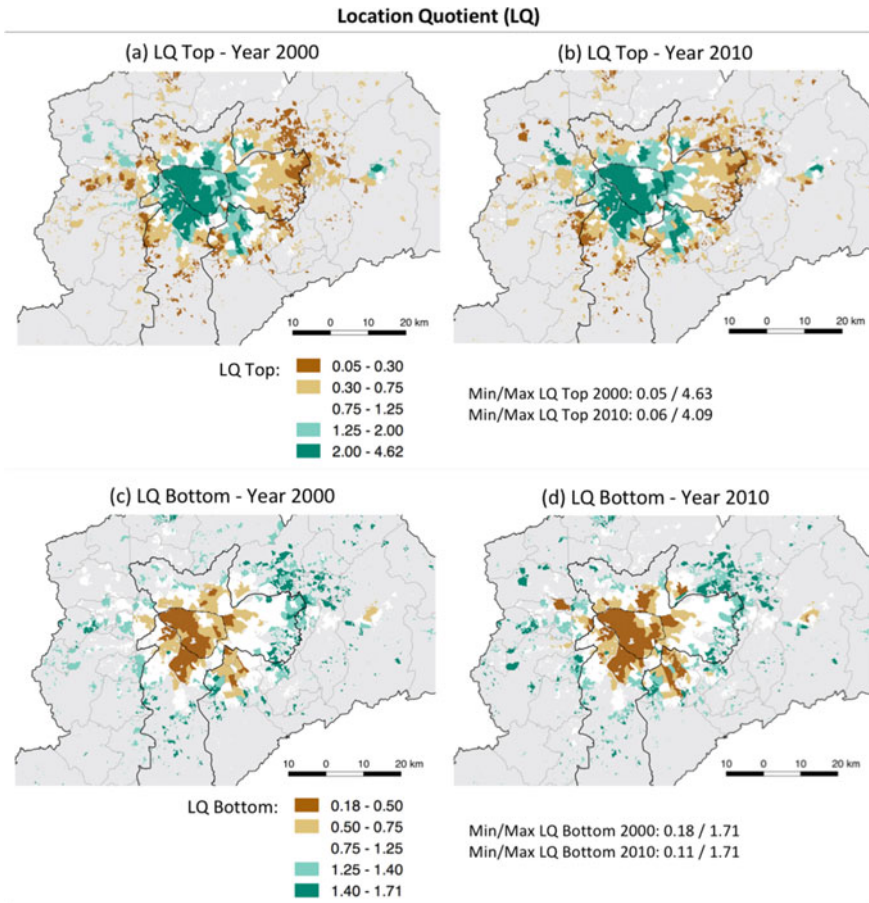 Location Quotient (LQ)
(a) LQ Top - Year 2000
(b) LQ Top - Year 2010
10 0 10 20 km
10 0 10 20 km
LQ Top:
0.05 - 0.30
0.30 - 0.75
0.75 - 1.25
1.25 - 2.00
2.00 - 4.62
Min/Max LQ Top 2000: 0.05 / 4.63
Min/Max LQ Top 2010: 0.06 / 4.09
(c) LQ Bottom - Year 2000
(d) LQ Bottom - Year 2010
10 0 10 20 km
10 0 10 20 km
LQ Bottom:
0.18 - 0.50
0.50 - 0.75
0.75 - 1.25
1.25 - 1.40
1.40 - 1.71
Min/Max LQ Bottom 2000: 0.18 / 1.71
Min/Max LQ Bottom 2010: 0.11 / 1.71